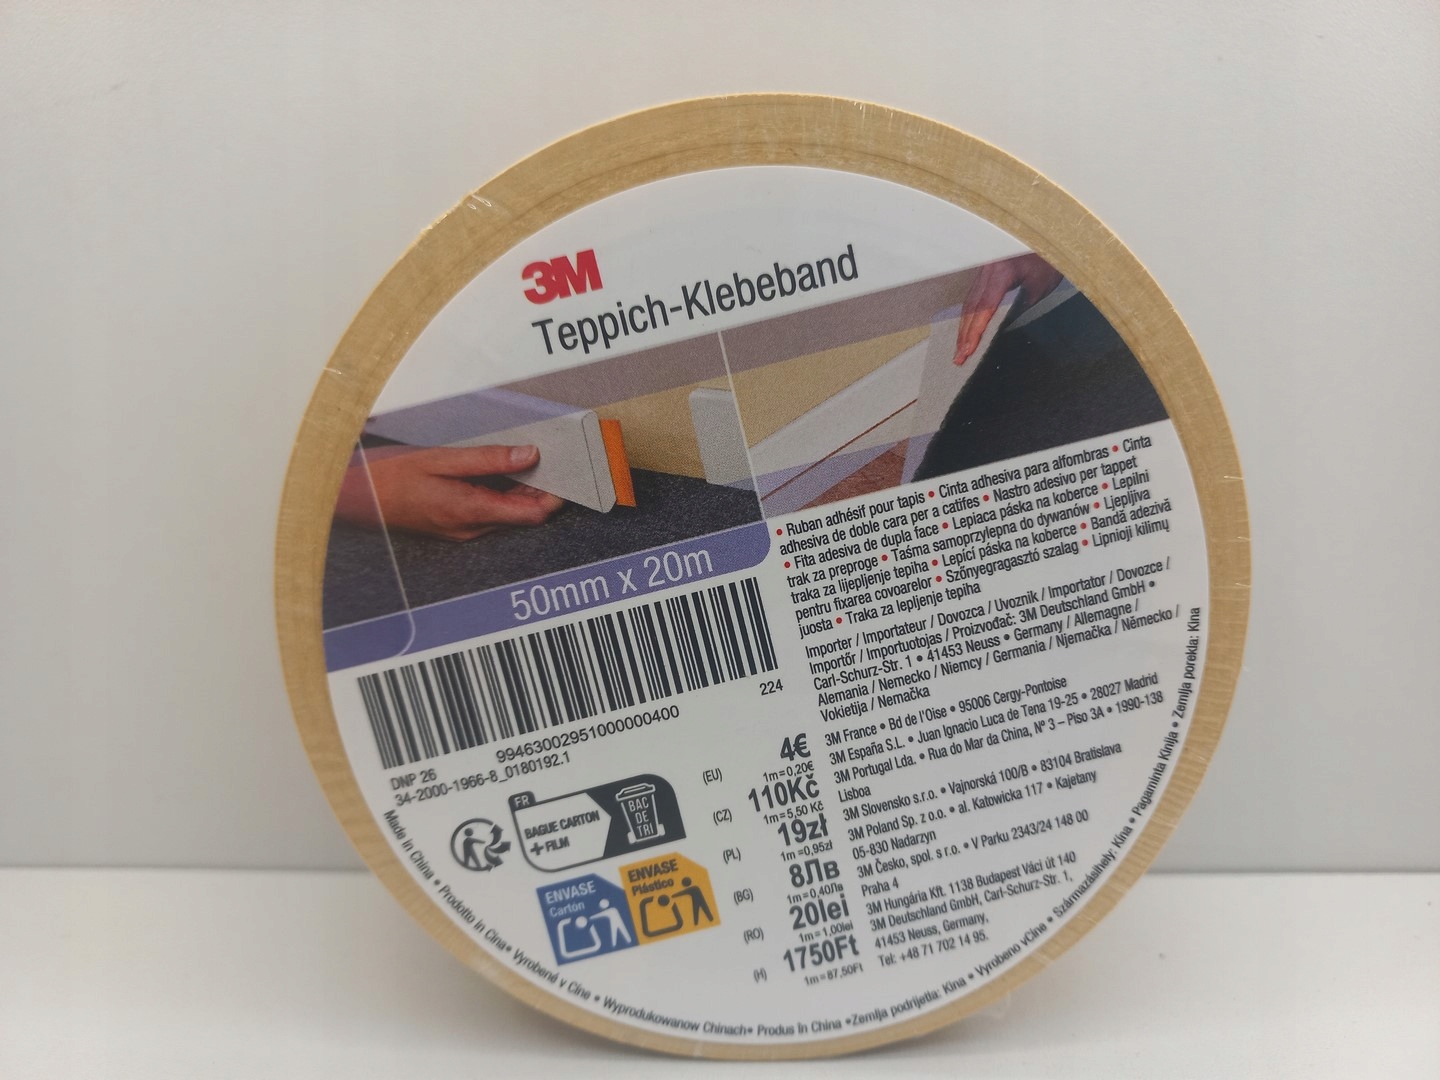 3M
Teppich-Klebeband
50mm x 20m
• Ruban adhésif pour tapis • Cinta adhesiva para alfombras • Cinta
adhesiva de doble cara per a catifes • Nastro adesivo per tappet
• Fita adesiva de dupla face • Lepiaca páska na koberce • Lepilni
trak za preproge • Taśma samoprzylepna do dywanów • Ljepljiva
traka za lijepljenje tepiha • Lepící páska na koberce • Bandă adezivă
pentru fixarea covoarelor • Szőnyegragasztó szalag • Lipnioji kilimų
juosta • Traka za lepljenje tepiha
Importer / Importateur / Dovozca / Uvoznik / Importator / Dovozce /
Importőr / Importuotojas / Proizvođač: 3M Deutschland GmbH •
Carl-Schurz-Str. 1 • 41453 Neuss • Germany / Allemagne /
Alemania / Nemecko / Niemcy / Germania / Njemačka / Německo /
Vokietija / Nemačka
3M France • Bd de l'Oise • 95006 Cergy-Pontoise
3M España S.L. • Juan Ignacio Luca de Tena 19-25 • 28027 Madrid
3M Portugal Lda. • Rua do Mar da China, Nº 3 – Piso 3A • 1990-138
Lisboa
3M Slovensko s.r.o. • Vajnorská 100/B • 83104 Bratislava
3M Poland Sp. z o.o. • al. Katowicka 117 • Kajetany
05-830 Nadarzyn
3M Česko, spol. s r.o. • V Parku 2343/24 148 00
Praha 4
3M Hungária Kft. 1138 Budapest Váci út 140
3M Deutschland GmbH, Carl-Schurz-Str. 1,
41453 Neuss, Germany,
Tel: +48 71 702 14 95.
224
99463002951000000400
DNP 26
34-2000-1966-8_0180192.1
FR
BAGUE CARTON
+ FILM
BAC
DE
TRI
ENVASE
Carton
ENVASE
Plástico
(EU) 4€
1m=0,20€
(CZ) 110Kč
1m=5,50 Kč
(PL) 19zł
1m=0,95zł
(BG) 8Лв
1m=0,40Лв
(RO) 20lei
1m=1,00lei
(H) 1750Ft
1m=87,50Ft
Made in China • Prodotto in Cina• Vyrobené v Číne • Wyprodukowanow Chinach• Produs în China •Zemlja podrijetla: Kina • Vyrobeno vČíne • Származásihely: Kína • Pagaminta Kinija • Zemlja porekla: Kina